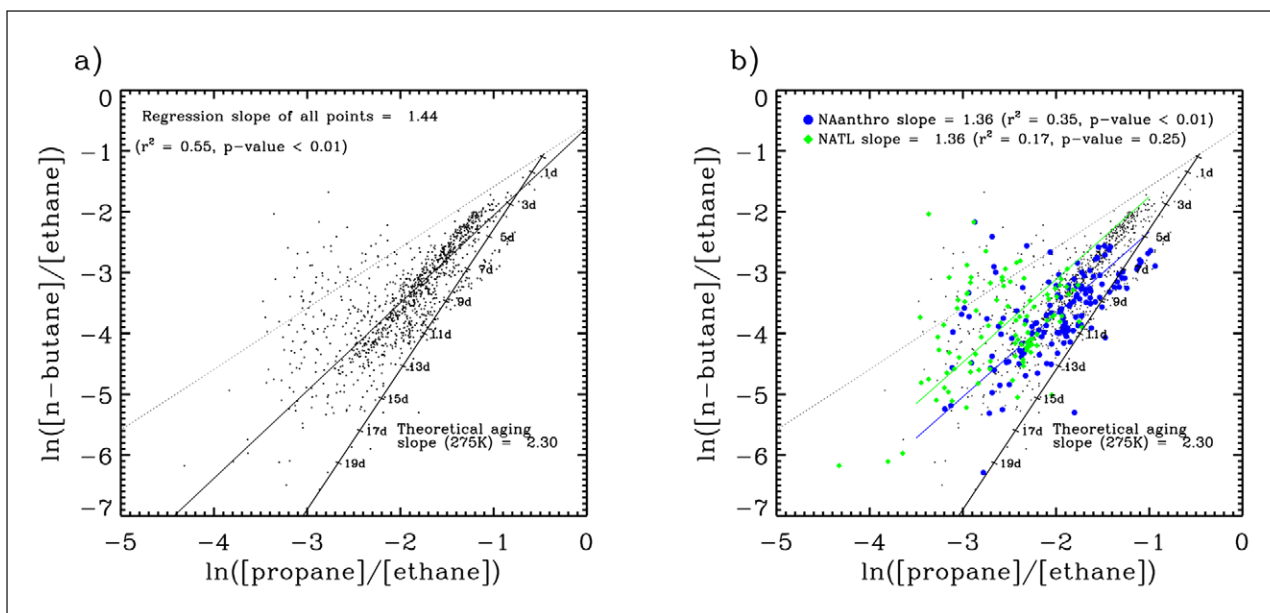 a)
Regression slope of all points = 1.44
(r² = 0.55, p-value < 0.01)
0
−1
−2
−3
−4
−5
−6
−7
ln([n-butane]/[ethane])
1d
3d
5d
7d
9d
11d
13d
15d
17d
19d
Theoretical aging
slope (275K) = 2.30
−5
−4
−3
−2
−1
0
ln([propane]/[ethane])
b)
NAanthro slope = 1.36 (r² = 0.35, p-value < 0.01)
NATL slope = 1.36 (r² = 0.17, p-value = 0.25)
0
−1
−2
−3
−4
−5
−6
−7
ln([n-butane]/[ethane])
1d
3d
5d
7d
9d
11d
13d
15d
17d
19d
Theoretical aging
slope (275K) = 2.30
−5
−4
−3
−2
−1
0
ln([propane]/[ethane])